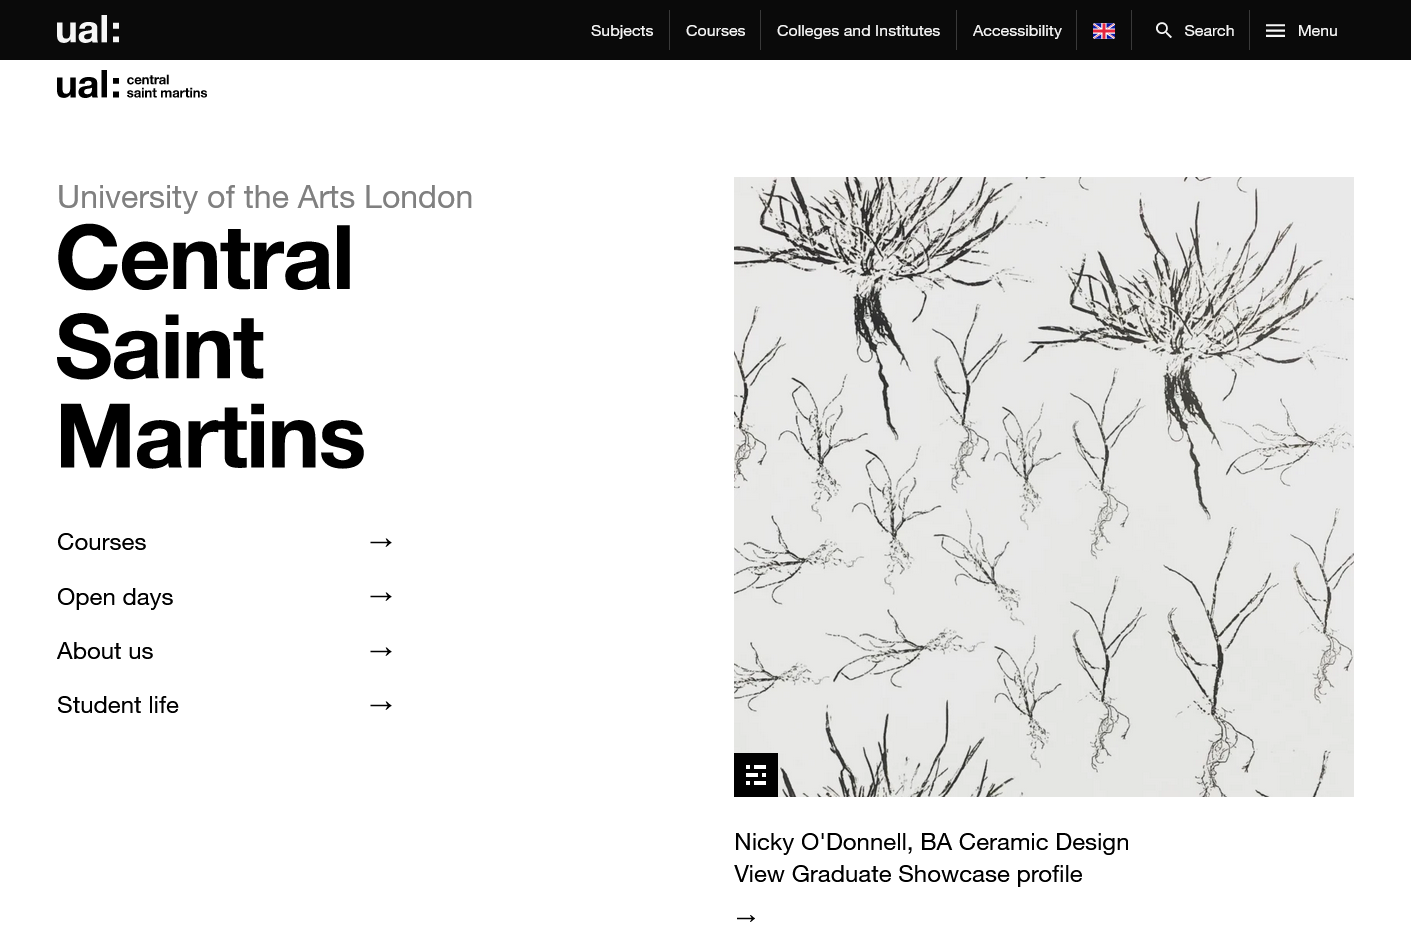 ual:
Subjects
Courses
Colleges and Institutes
Accessibility
Search
Menu
ual: central
saint martins
University of the Arts London
Central
Saint
Martins
Courses →
Open days →
About us →
Student life →
Nicky O'Donnell, BA Ceramic Design
View Graduate Showcase profile
→